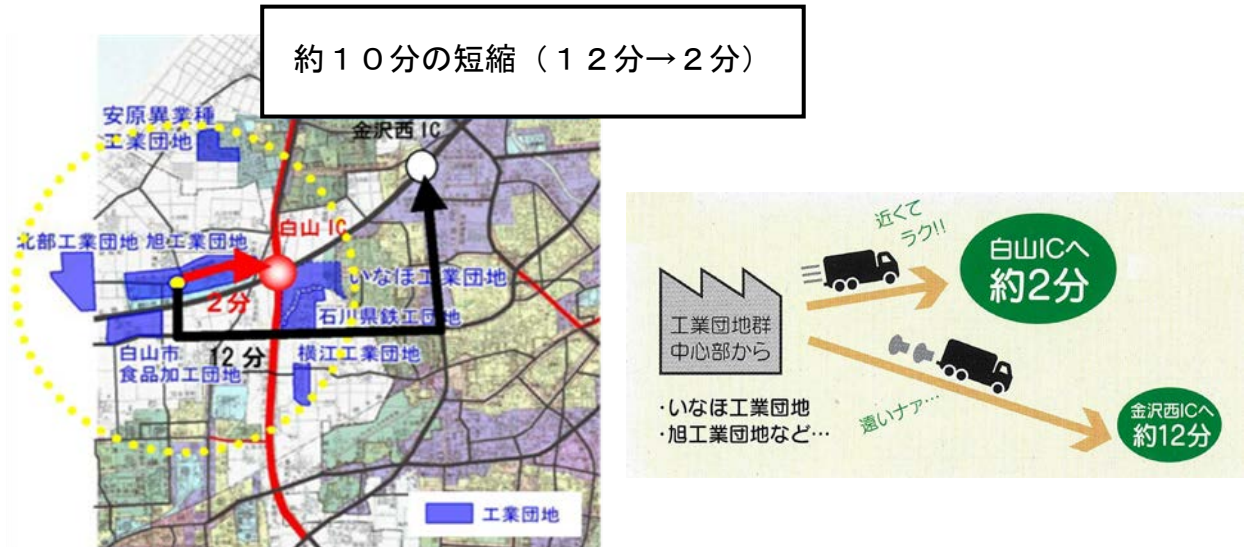 約１０分の短縮（１２分→２分）
安原異業種
工業団地
金沢西IC
白山IC
北部工業団地 旭工業団地
いなほ工業団地
2分
石川県鉄工団地
12分
白山市
食品加工団地
横江工業団地
工業団地
近くて
ラク!!
白山ICへ
約2分
工業団地群
中心部から
・いなほ工業団地
・旭工業団地など…
遠いナァ…
金沢西ICへ
約12分